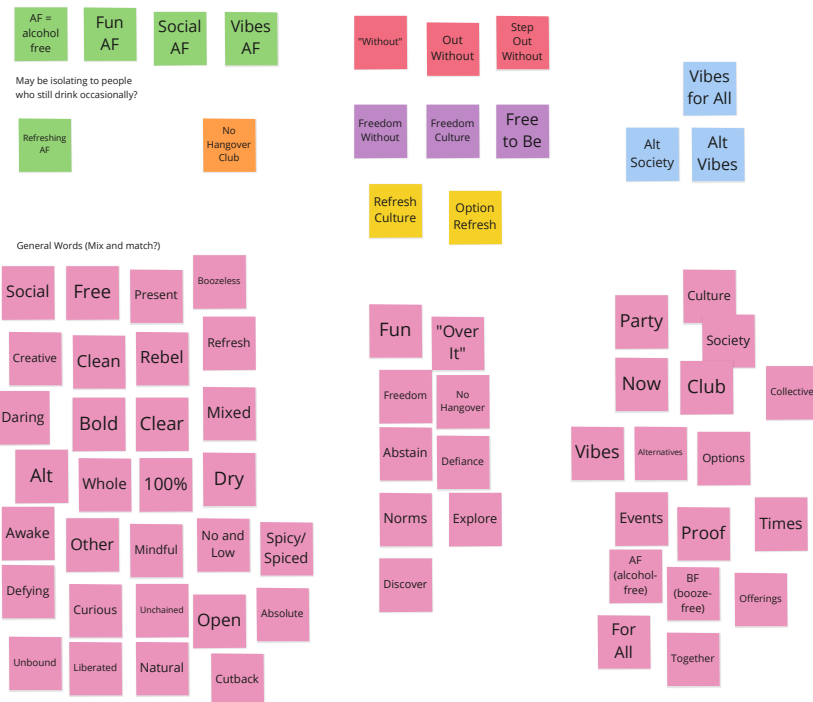 AF =
alcohol
free
Fun
AF
Social
AF
Vibes
AF
"Without"
Out
Without
Step
Out
Without
May be isolating to people
who still drink occasionally?
Vibes
for All
Refreshing
AF
No
Hangover
Club
Freedom
Without
Freedom
Culture
Free
to Be
Alt
Society
Alt
Vibes
Refresh
Culture
Option
Refresh
General Words (Mix and match?)
Social
Free
Present
Boozeless
Creative
Clean
Rebel
Refresh
Daring
Bold
Clear
Mixed
Alt
Whole
100%
Dry
Awake
Other
Mindful
No and
Low
Spicy/
Spiced
Defying
Curious
Unchained
Open
Absolute
Unbound
Liberated
Natural
Cutback
Fun
"Over
It"
Freedom
No
Hangover
Abstain
Defiance
Norms
Explore
Discover
Culture
Party
Society
Now
Club
Collective
Vibes
Alternatives
Options
Events
Proof
Times
AF
(alcohol-
free)
BF
(booze-
free)
Offerings
For
All
Together